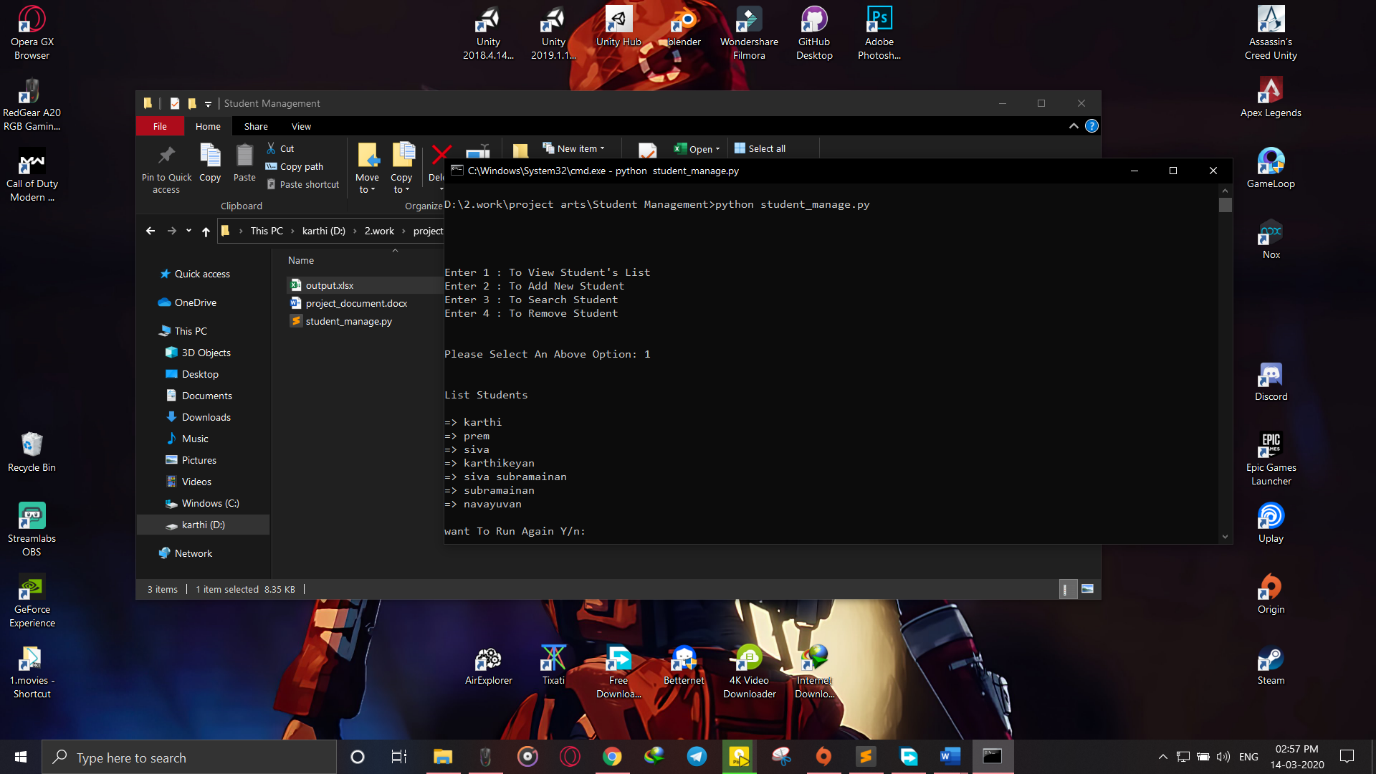 Opera GX
Browser
Unity
2018.4.14...
Unity
2019.1.1...
Unity Hub
blender
Wondershare
Filmora
GitHub
Desktop
Adobe
Photosh...
Assassin's
Creed Unity
RedGear A20
RGB Gamin...
Apex Legends
Call of Duty
Modern ...
GameLoop
Nox
Discord
Recycle Bin
Epic Games
Launcher
Streamlabs
OBS
Uplay
GeForce
Experience
Origin
1.movies -
Shortcut
AirExplorer
Tixati
Free
Downloa...
Betternet
4K Video
Downloader
Internet
Downlo...
Steam
Student Management
File Home Share View
Pin to Quick
access
Copy
Paste
Cut
Copy path
Paste shortcut
Move
to
Copy
to
New item
Open
Select all
Clipboard
Organize
This PC > karthi (D:) > 2.work > project
Quick access
OneDrive
This PC
3D Objects
Desktop
Documents
Downloads
Music
Pictures
Videos
Windows (C:)
karthi (D:)
Network
Name
output.xlsx
project_document.docx
student_manage.py
3 items 1 item selected 8.35 KB
C:\Windows\System32\cmd.exe - python student_manage.py
D:\2.work\project arts\Student Management>python student_manage.py
Enter 1 : To View Student's List
Enter 2 : To Add New Student
Enter 3 : To Search Student
Enter 4 : To Remove Student
Please Select An Above Option: 1
List Students
=> karthi
=> prem
=> siva
=> karthikeyan
=> siva subramainan
=> subramainan
=> navayuvan
want To Run Again Y/n:
Type here to search
ENG
02:57 PM
14-03-2020